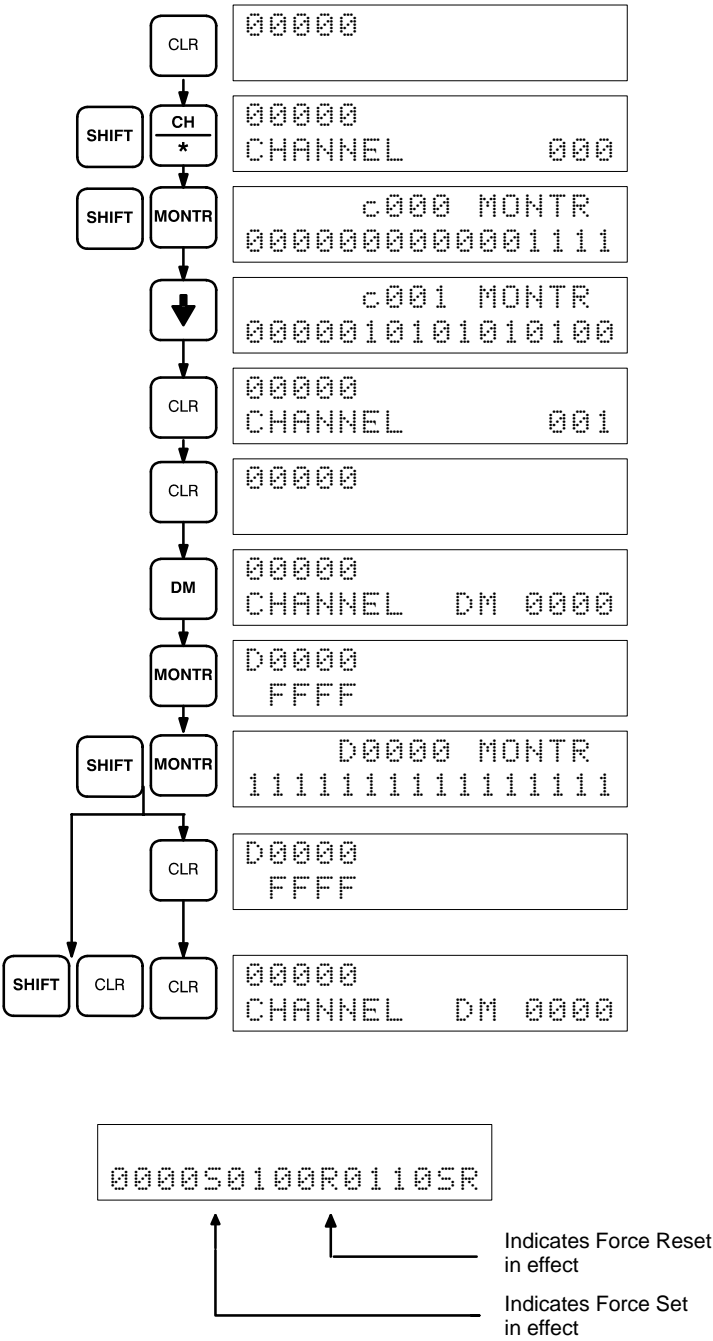 CLR
00000
SHIFT CH * 
00000
CHANNEL 000
SHIFT MONTR
c000 MONTR
0000000000001111
c001 MONTR
0000010101010100
CLR
00000
CHANNEL 001
CLR
00000
DM
00000
CHANNEL DM 0000
MONTR
D0000
FFFF
SHIFT MONTR
D0000 MONTR
1111111111111111
CLR
D0000
FFFF
SHIFT CLR CLR
00000
CHANNEL DM 0000
0000S0100R0110SR
Indicates Force Reset
in effect
Indicates Force Set
in effect